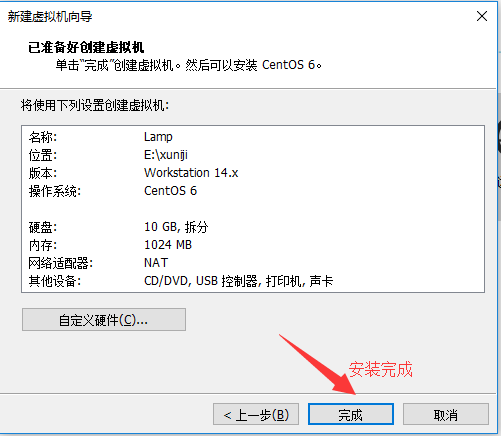 新建虚拟机向导
已准备好创建虚拟机
单击“完成”创建虚拟机。然后可以安装 CentOS 6。
将使用下列设置创建虚拟机:
名称: Lamp
位置: E:\xuniji
版本: Workstation 14.x
操作系统: CentOS 6
硬盘: 10 GB, 拆分
内存: 1024 MB
网络适配器: NAT
其他设备: CD/DVD, USB 控制器, 打印机, 声卡
自定义硬件(C)...
安装完成
< 上一步(B) 完成 取消